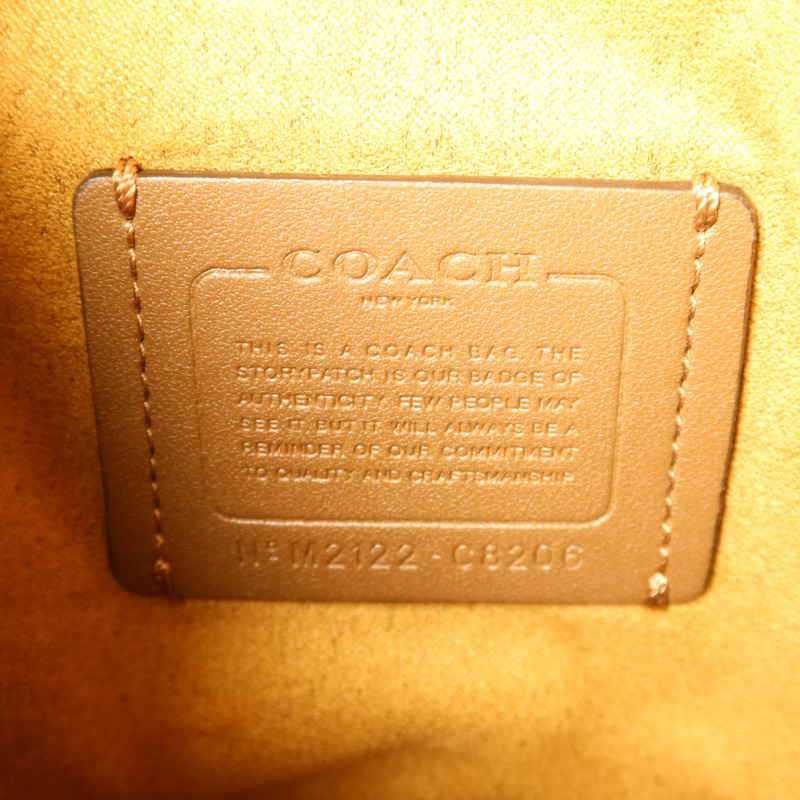 COACH
NEW YORK
THIS IS A COACH BAG. THE
STORYPATCH IS OUR BADGE OF
AUTHENTICITY. FEW PEOPLE MAY
SEE IT, BUT IT WILL ALWAYS BE A
REMINDER OF OUR COMMITMENT
TO QUALITY AND CRAFTSMANSHIP.
Nº M2122-C8206